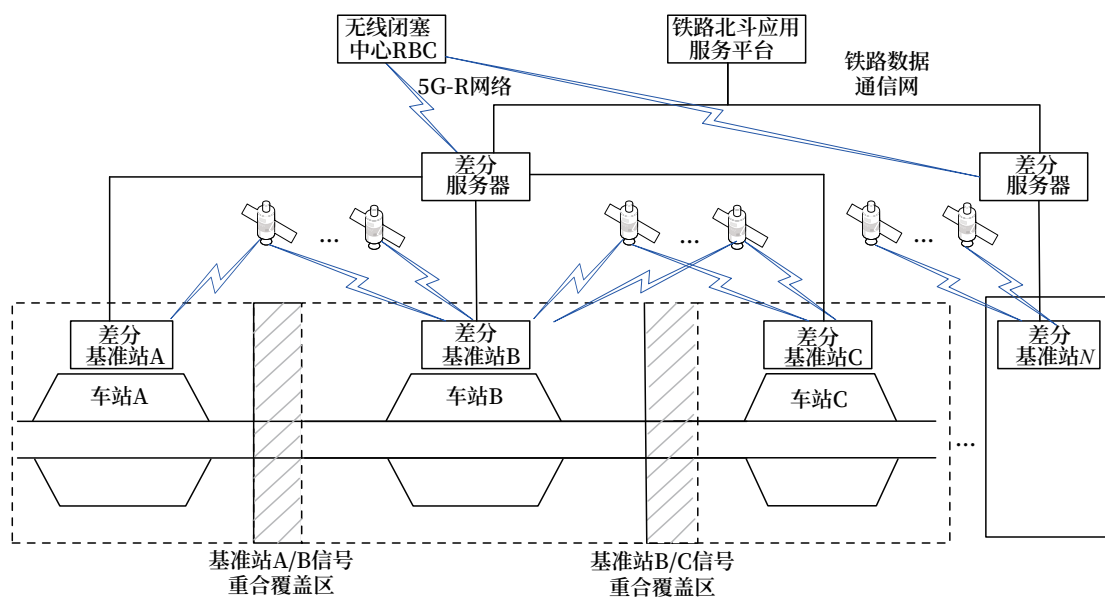 无线闭塞
中心RBC
铁路北斗应用
服务平台
铁路数据
通信网
5G-R网络
差分
服务器
差分
服务器
...
...
...
差分
基准站A
差分
基准站B
差分
基准站C
差分
基准站N
车站A
车站B
车站C
...
基准站A/B信号
重合覆盖区
基准站B/C信号
重合覆盖区